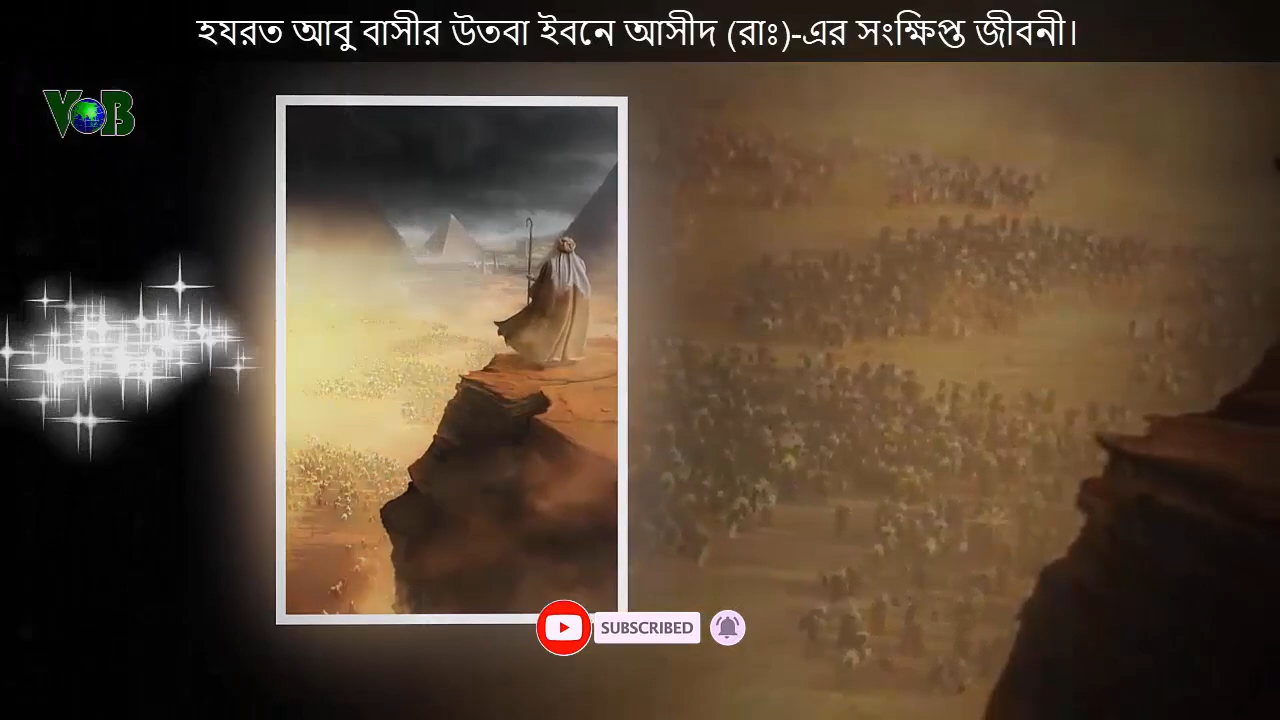 হযরত আবু বাসীর উতবা ইবনে আসীদ (রাঃ)-এর সংক্ষিপ্ত জীবনী।
VOB
SUBSCRIBED